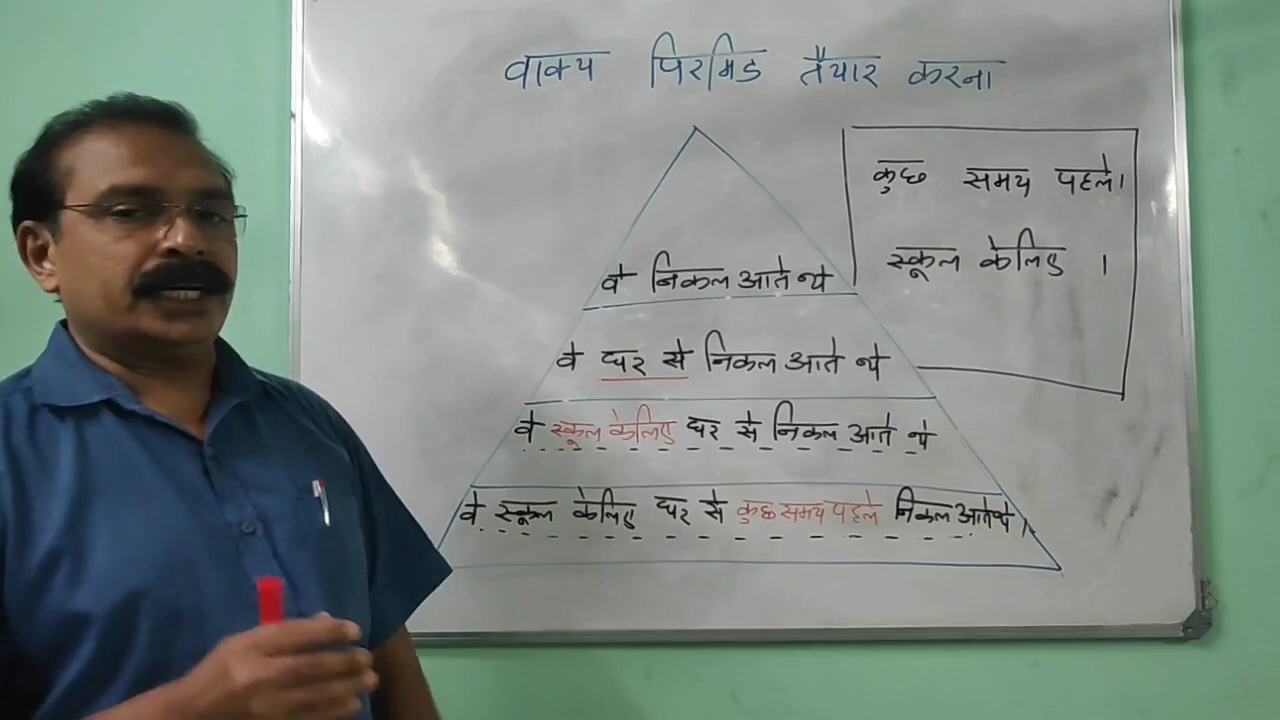 वाक्य पिरमिड तैयार करना
कुछ समय पहले।
स्कूल केलिए ।
वे निकल आते थे
वे घर से निकल आते थे
वे स्कूल केलिए घर से निकल आते थे
वे स्कूल केलिए घर से कुछ समय पहले निकल आते थे।